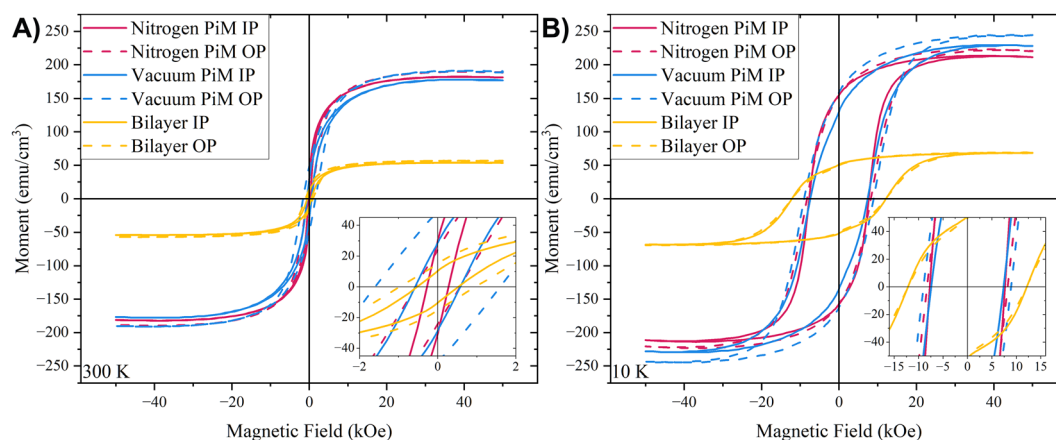 A)
Nitrogen PiM IP
Nitrogen PiM OP
Vacuum PiM IP
Vacuum PiM OP
Bilayer IP
Bilayer OP
Moment (emu/cm³)
250
200
150
100
50
0
−50
−100
−150
−200
−250
40
20
0
-20
-40
−2
0
2
300 K
−40
−20
0
20
40
Magnetic Field (kOe)
B)
Nitrogen PiM IP
Nitrogen PiM OP
Vacuum PiM IP
Vacuum PiM OP
Bilayer IP
Bilayer OP
Moment (emu/cm³)
250
200
150
100
50
0
−50
−100
−150
−200
−250
40
20
0
-20
-40
−15
−10
−5
0
5
10
15
10 K
−40
−20
0
20
40
Magnetic Field (kOe)